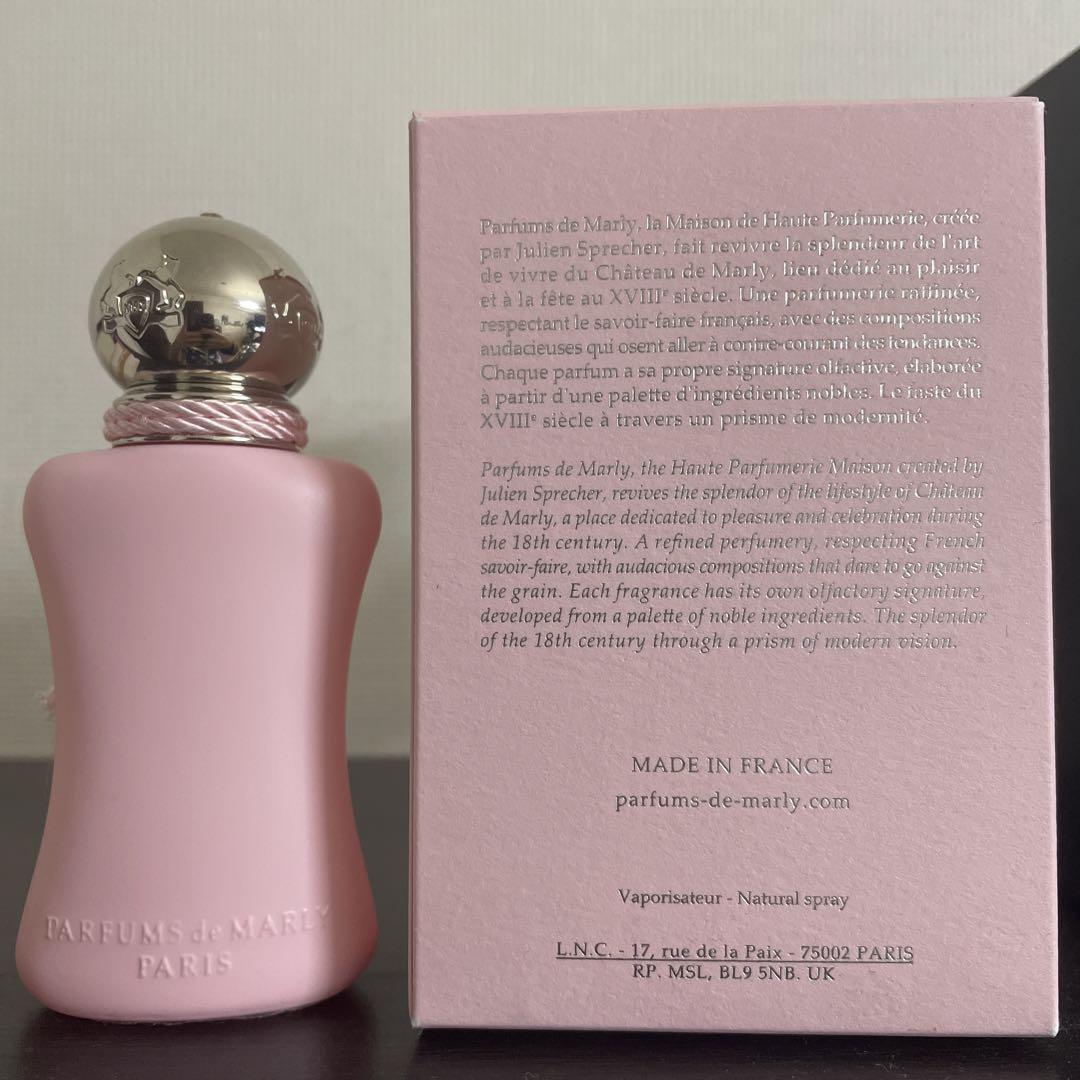 Parfums de Marly, la Maison de Haute Parfumerie, créée
par Julien Sprecher, fait revivre la splendeur de l'art
de vivre du Château de Marly, lieu dédié au plaisir
et à la fête au XVIIIᵉ siècle. Une parfumerie raffinée,
respectant le savoir-faire français, avec des compositions
audacieuses qui osent aller à contre-courant des tendances.
Chaque parfum a sa propre signature olfactive, élaborée
à partir d'une palette d'ingrédients nobles. Le faste du
XVIIIᵉ siècle à travers un prisme de modernité.
Parfums de Marly, the Haute Parfumerie Maison created by
Julien Sprecher, revives the splendor of the lifestyle of Château
de Marly, a place dedicated to pleasure and celebration during
the 18th century. A refined perfumery, respecting French
savoir-faire, with audacious compositions that dare to go against
the grain. Each fragrance has its own olfactory signature,
developed from a palette of noble ingredients. The splendor
of the 18th century through a prism of modern vision.
MADE IN FRANCE
parfums-de-marly.com
Vaporisateur - Natural spray
L.N.C. - 17, rue de la Paix - 75002 PARIS
RP. MSL, BL9 5NB. UK
PARFUMS de MARLY
PARIS